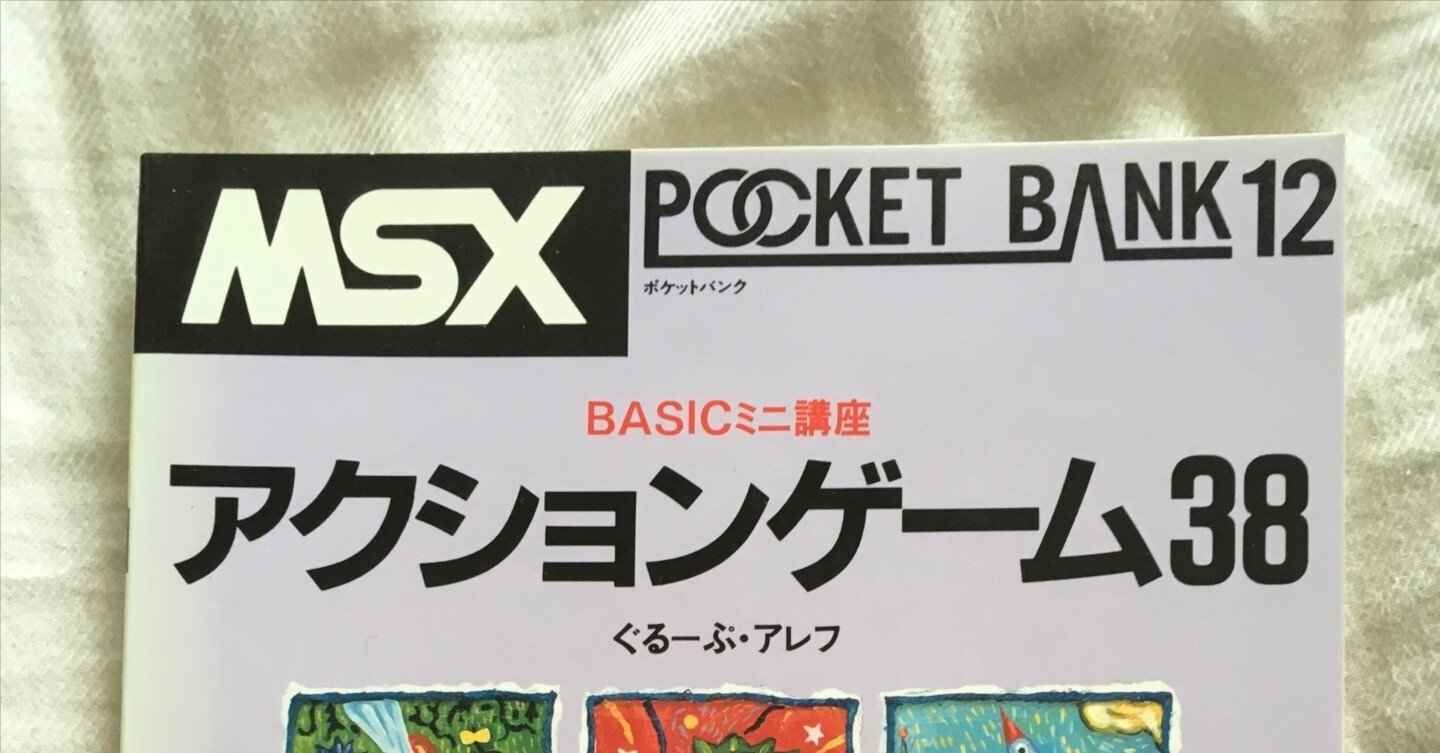 MSX
POCKET BANK 12
ポケットバンク
BASICミニ講座
アクションゲーム38
ぐるーぷ・アレフ